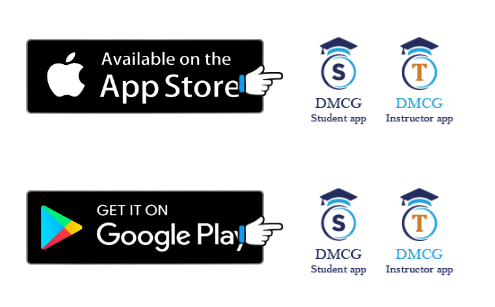 Available on the
App Store
S
T
DMCG
DMCG
Student app
Instructor app
GET IT ON
Google Play
S
T
DMCG
DMCG
Student app
Instructor app